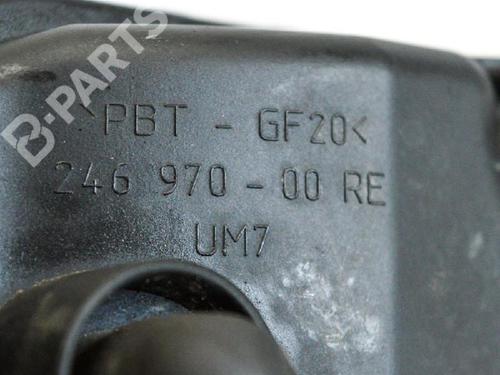 B-PARTS
>PBT - GF20<
246 970-00 RE
UM7